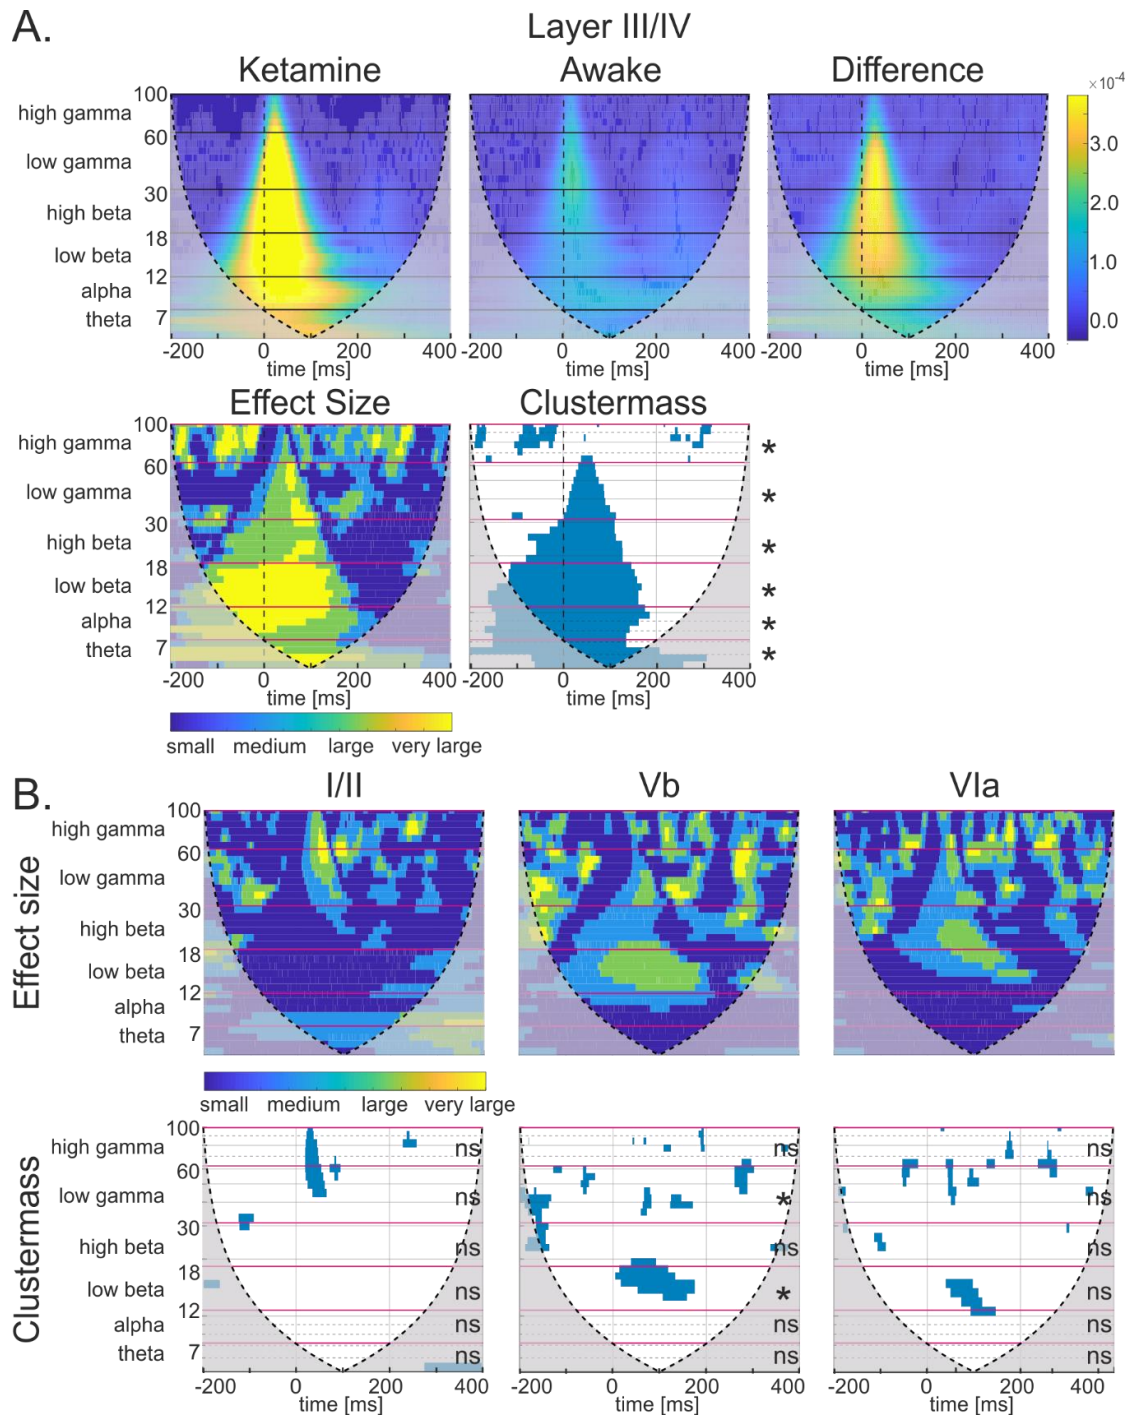 A.
Layer III/IV
Ketamine Awake Difference
×10⁻⁴
high gamma
low gamma
high beta
low beta
alpha
theta
100
60
30
18
12
7
3.0
2.0
1.0
0.0
-200 0 200 400 -200 0 200 400 -200 0 200 400
time [ms] time [ms] time [ms]
Effect Size Clustermass
high gamma
low gamma
high beta
low beta
alpha
theta
100
60
30
18
12
7
*
*
*
*
*
*
-200 0 200 400 -200 0 200 400
time [ms] time [ms]
small medium large very large
B.
I/II Vb VIa
Effect size
high gamma
low gamma
high beta
low beta
alpha
theta
100
60
30
18
12
7
small medium large very large
Clustermass
high gamma
low gamma
high beta
low beta
alpha
theta
100
60
30
18
12
7
ns ns ns
ns * ns
ns ns ns
ns * ns
ns ns ns
ns ns ns
-200 0 200 400 -200 0 200 400 -200 0 200 400
time [ms] time [ms] time [ms]